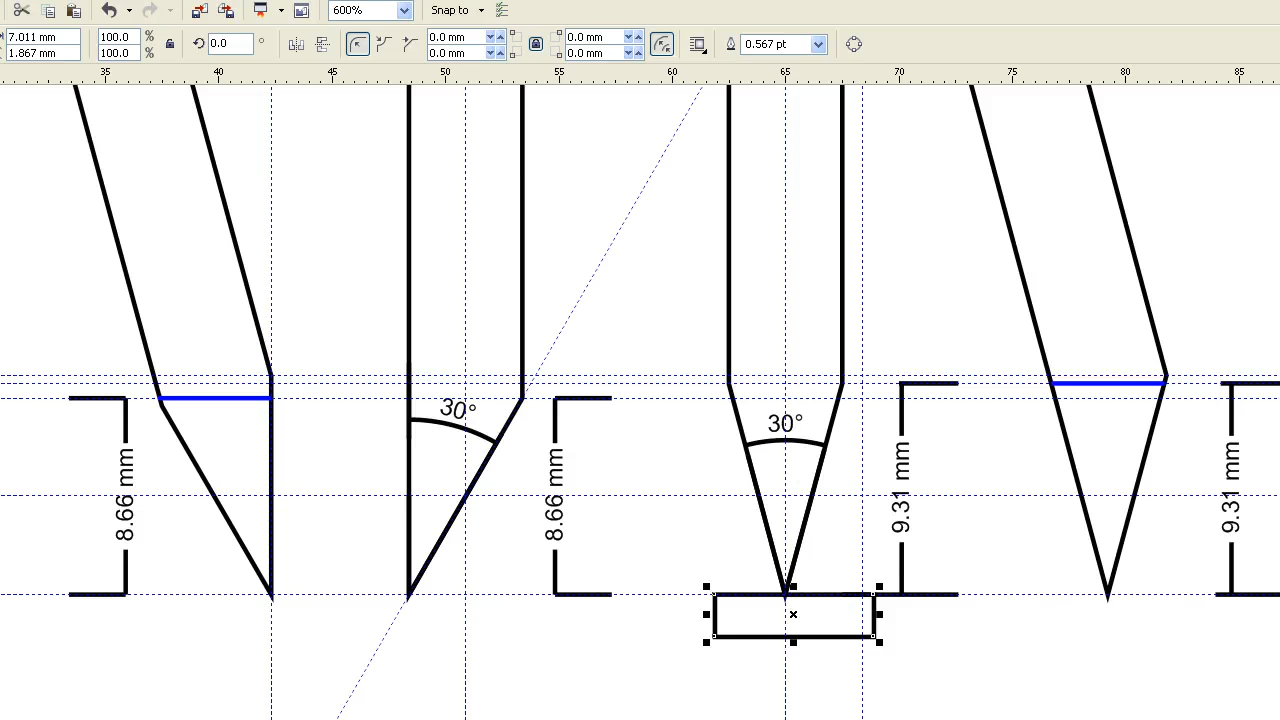 600%
Snap to
7.011 mm
1.867 mm
100.0
100.0
%
%
0.0
°
0.0 mm
0.0 mm
0.0 mm
0.0 mm
0.567 pt
35 40 45 50 55 60 65 70 75 80 85
30°
30°
8.66 mm
8.66 mm
9.31 mm
9.31 mm